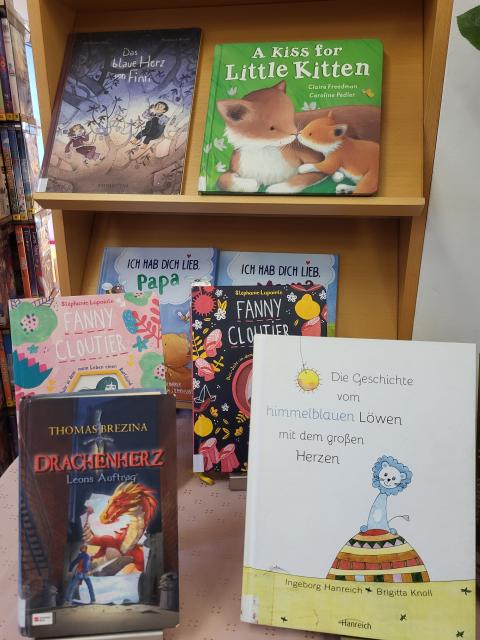 Das
blaue Herz
von Finn
A KISS FOR
LITTLE KITTEN
Claire Freedman
Caroline Pedler
ICH HAB DICH LIEB,
Papa
ICH HAB DICH LIEB,
Stéphanie Lapointe
FANNY
CLOUTIER
mein Leben
Stéphanie Lapointe
FANNY
CLOUTIER
THOMAS BREZINA
DRACHENHERZ
Leons Auftrag
Die Geschichte
vom
himmelblauen Löwen
mit dem großen
Herzen
Ingeborg Hanreich Brigitta Knoll
Hanreich